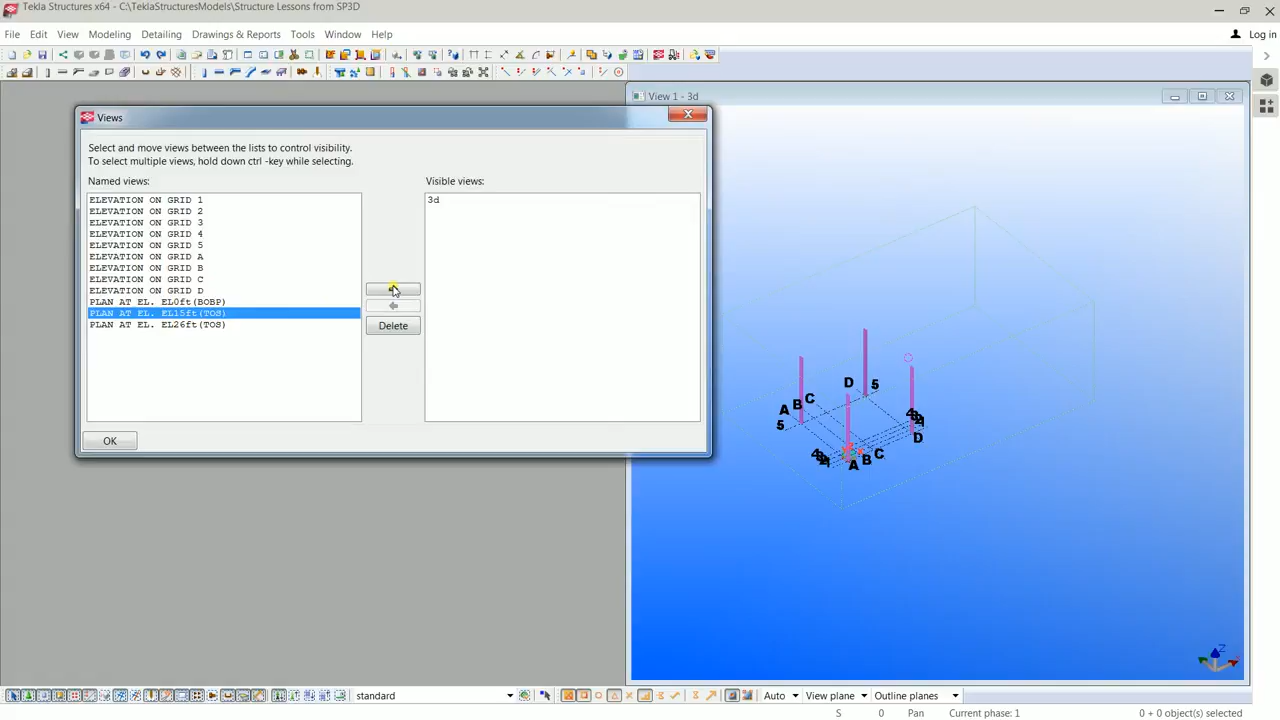 Tekla Structures x64 - C:\TeklaStructuresModels\Structure Lessons from SP3D
File Edit View Modeling Detailing Drawings & Reports Tools Window Help
Log in
View 1 - 3d
Views
Select and move views between the lists to control visibility.
To select multiple views, hold down ctrl -key while selecting.
Named views:
Visible views:
ELEVATION ON GRID 1
ELEVATION ON GRID 2
ELEVATION ON GRID 3
ELEVATION ON GRID 4
ELEVATION ON GRID 5
ELEVATION ON GRID A
ELEVATION ON GRID B
ELEVATION ON GRID C
ELEVATION ON GRID D
PLAN AT EL. EL0ft(BOBP)
PLAN AT EL. EL15ft(TOS)
PLAN AT EL. EL26ft(TOS)
3d
Delete
OK
D 5
A B C
5
D
A B C
Z
standard
Auto
View plane
Outline planes
S 0 Pan Current phase: 1 0 + 0 object(s) selected